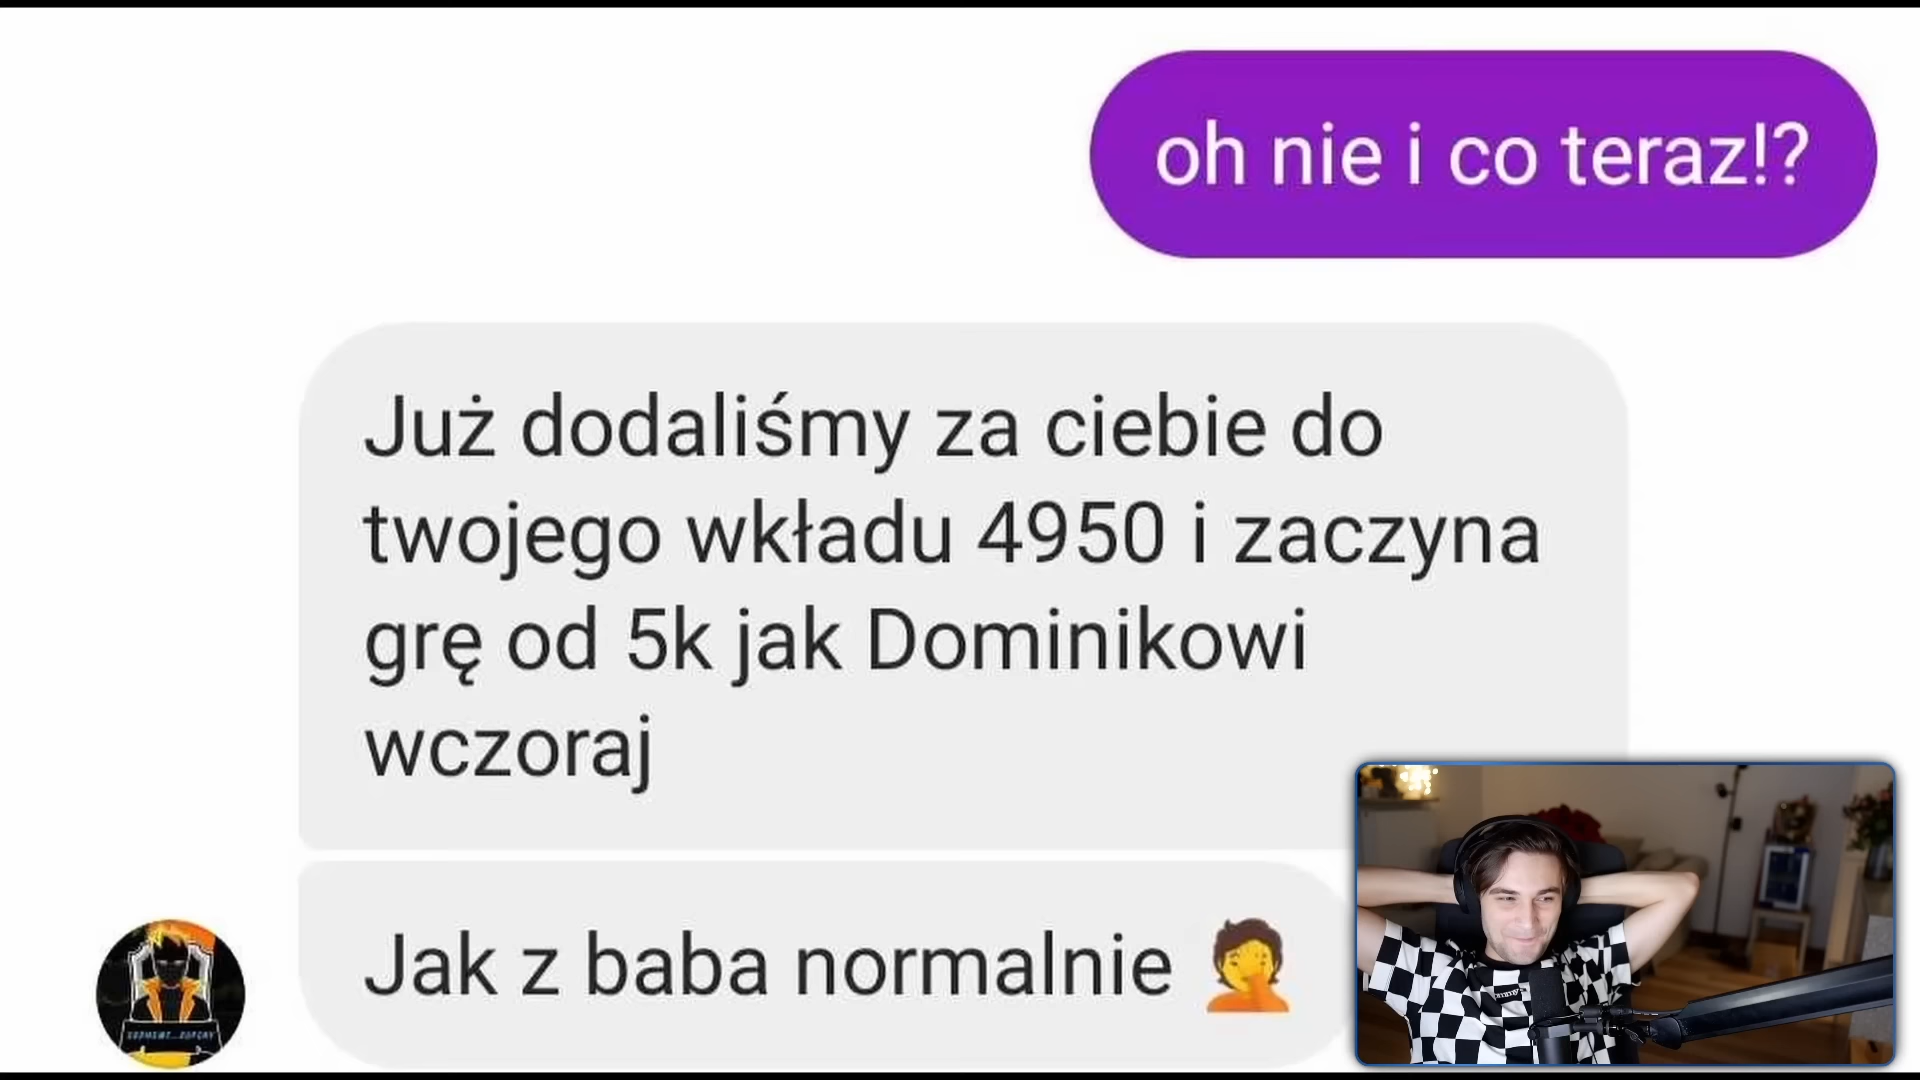 oh nie i co teraz!?
Już dodaliśmy za ciebie do
twojego wkładu 4950 i zaczyna
grę od 5k jak Dominikowi
wczoraj
Jak z baba normalnie